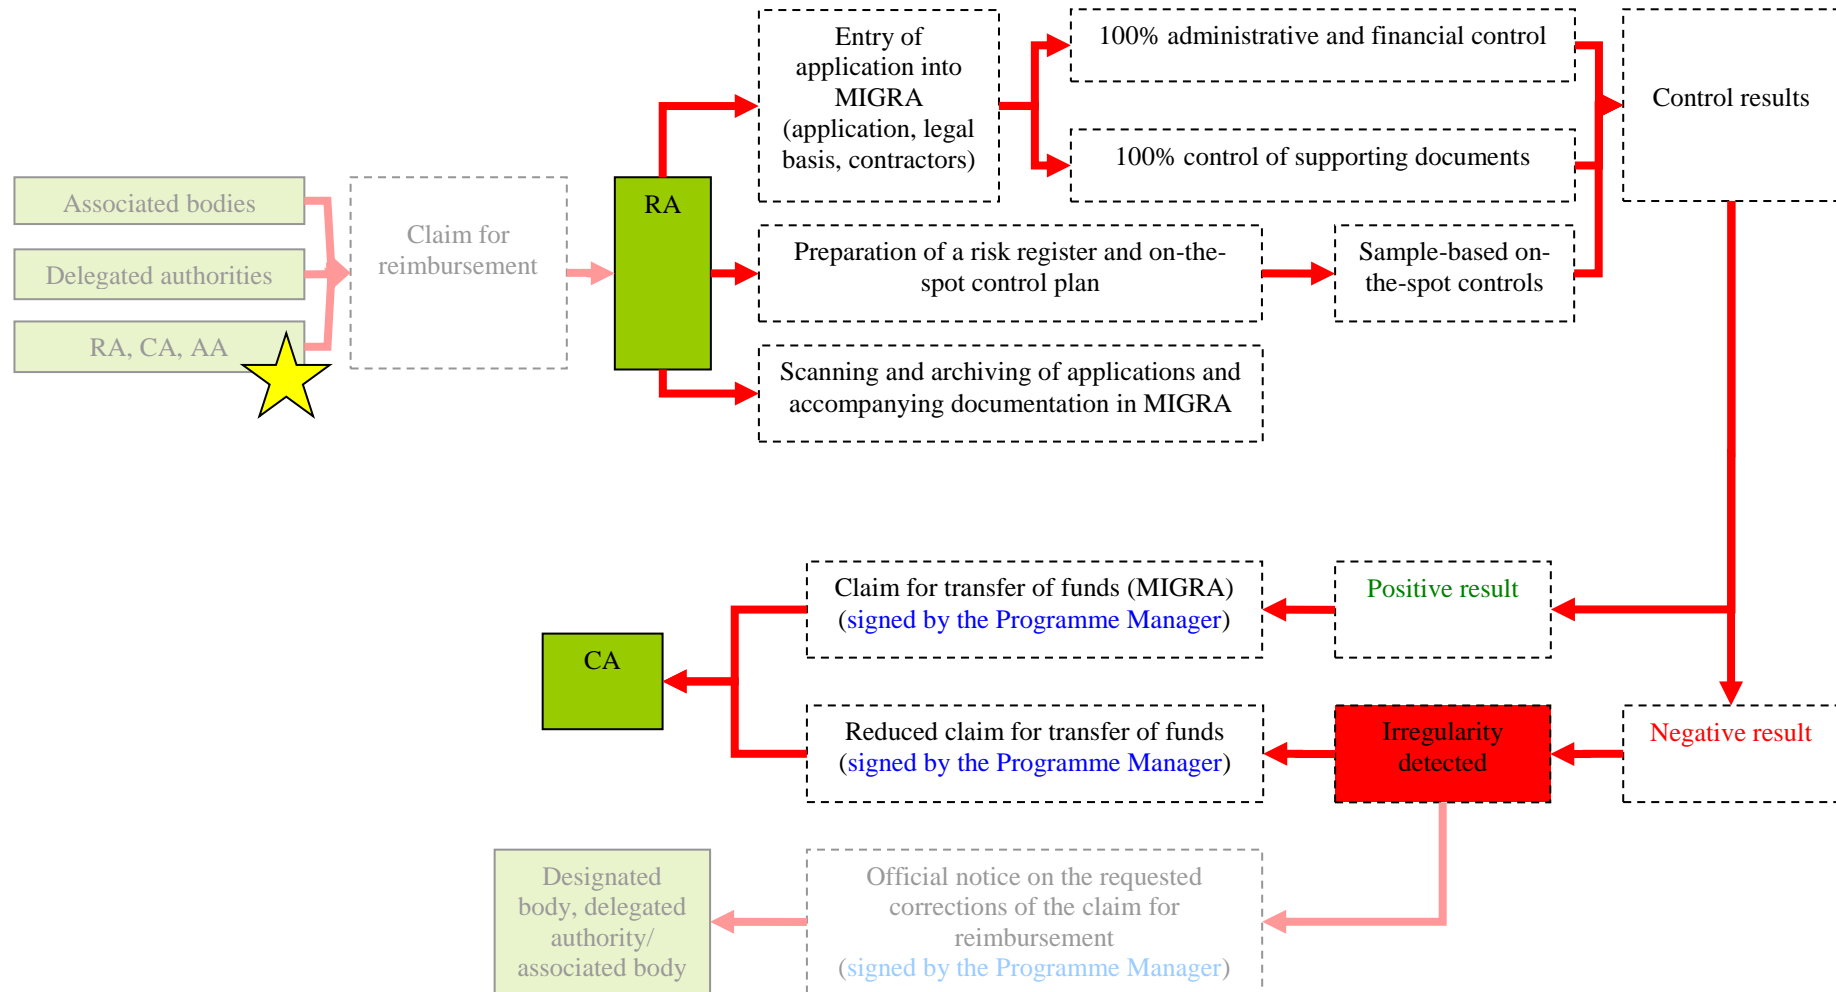 Entry of
application into
MIGRA
(application, legal
basis, contractors)
100% administrative and financial control
100% control of supporting documents
Control results
Associated bodies
Delegated authorities
RA, CA, AA
Claim for
reimbursement
RA
Preparation of a risk register and on-the-
spot control plan
Sample-based on-
the-spot controls
Scanning and archiving of applications and
accompanying documentation in MIGRA
Claim for transfer of funds (MIGRA)
(signed by the Programme Manager)
Positive result
CA
Reduced claim for transfer of funds
(signed by the Programme Manager)
Irregularity
detected
Negative result
Designated
body, delegated
authority/
associated body
Official notice on the requested
corrections of the claim for
reimbursement
(signed by the Programme Manager)